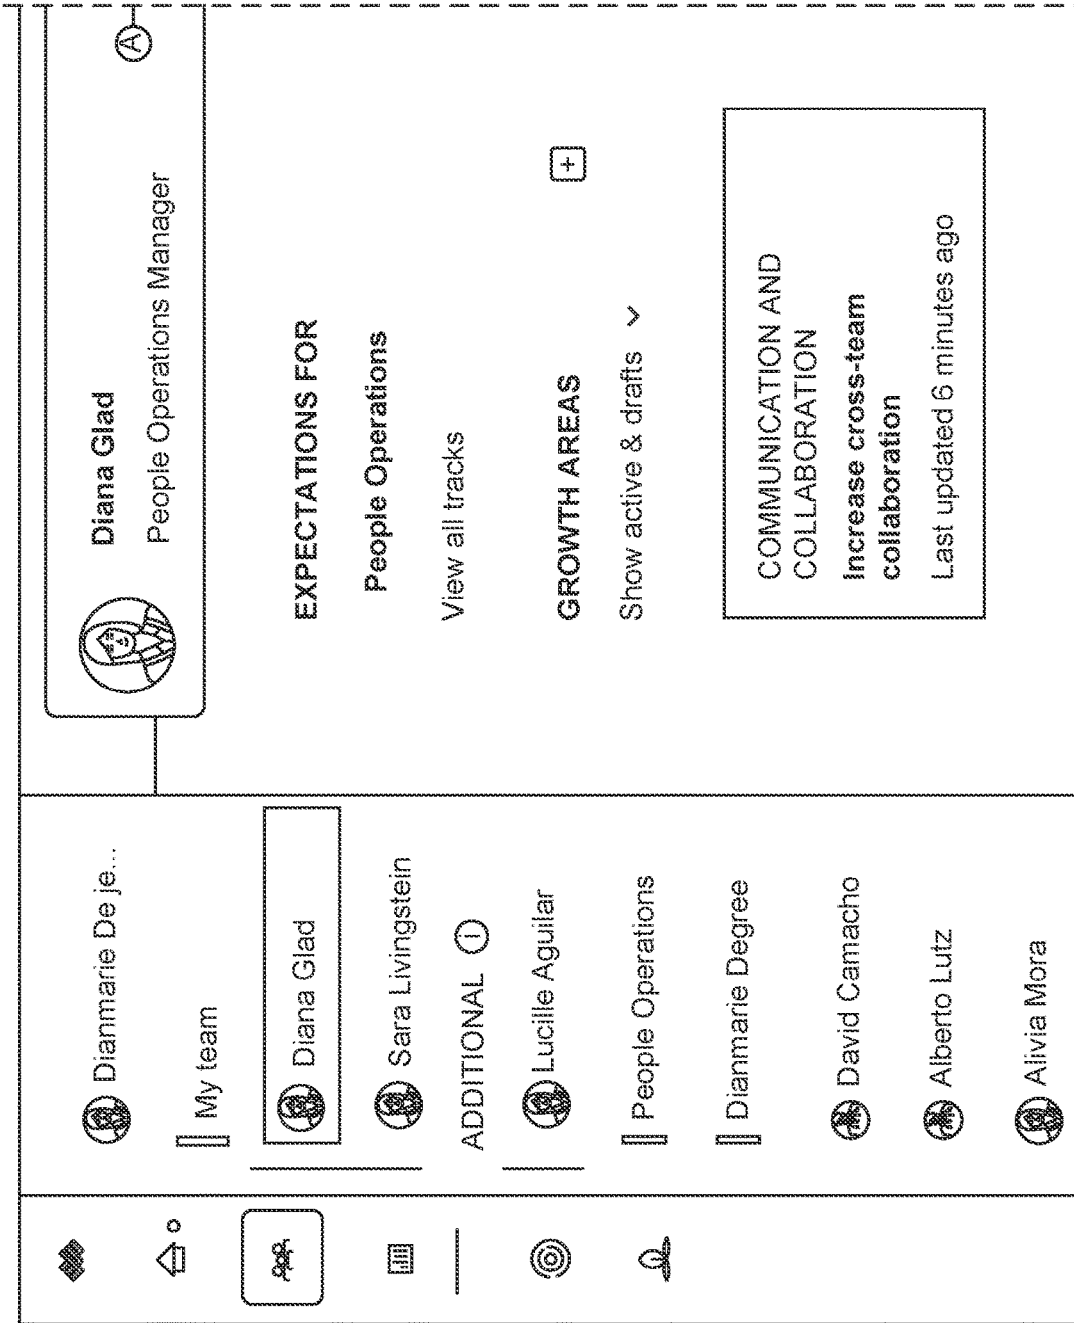 Dianmarie De je...
My team
Diana Glad
Sara Livingstein
ADDITIONAL i
Lucille Aguilar
People Operations
Dianmarie Degree
David Camacho
Alberto Lutz
Alivia Mora
Diana Glad
People Operations Manager
A
EXPECTATIONS FOR
People Operations
View all tracks
GROWTH AREAS +
Show active & drafts
COMMUNICATION AND
COLLABORATION
Increase cross-team
collaboration
Last updated 6 minutes ago